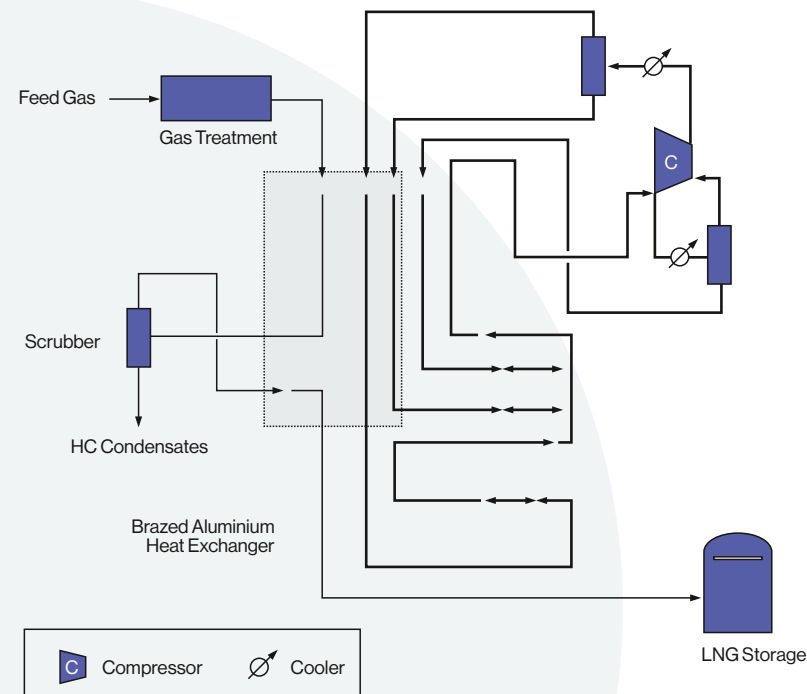 Feed Gas
Gas Treatment
C
Scrubber
HC Condensates
Brazed Aluminium
Heat Exchanger
LNG Storage
C Compressor
Cooler